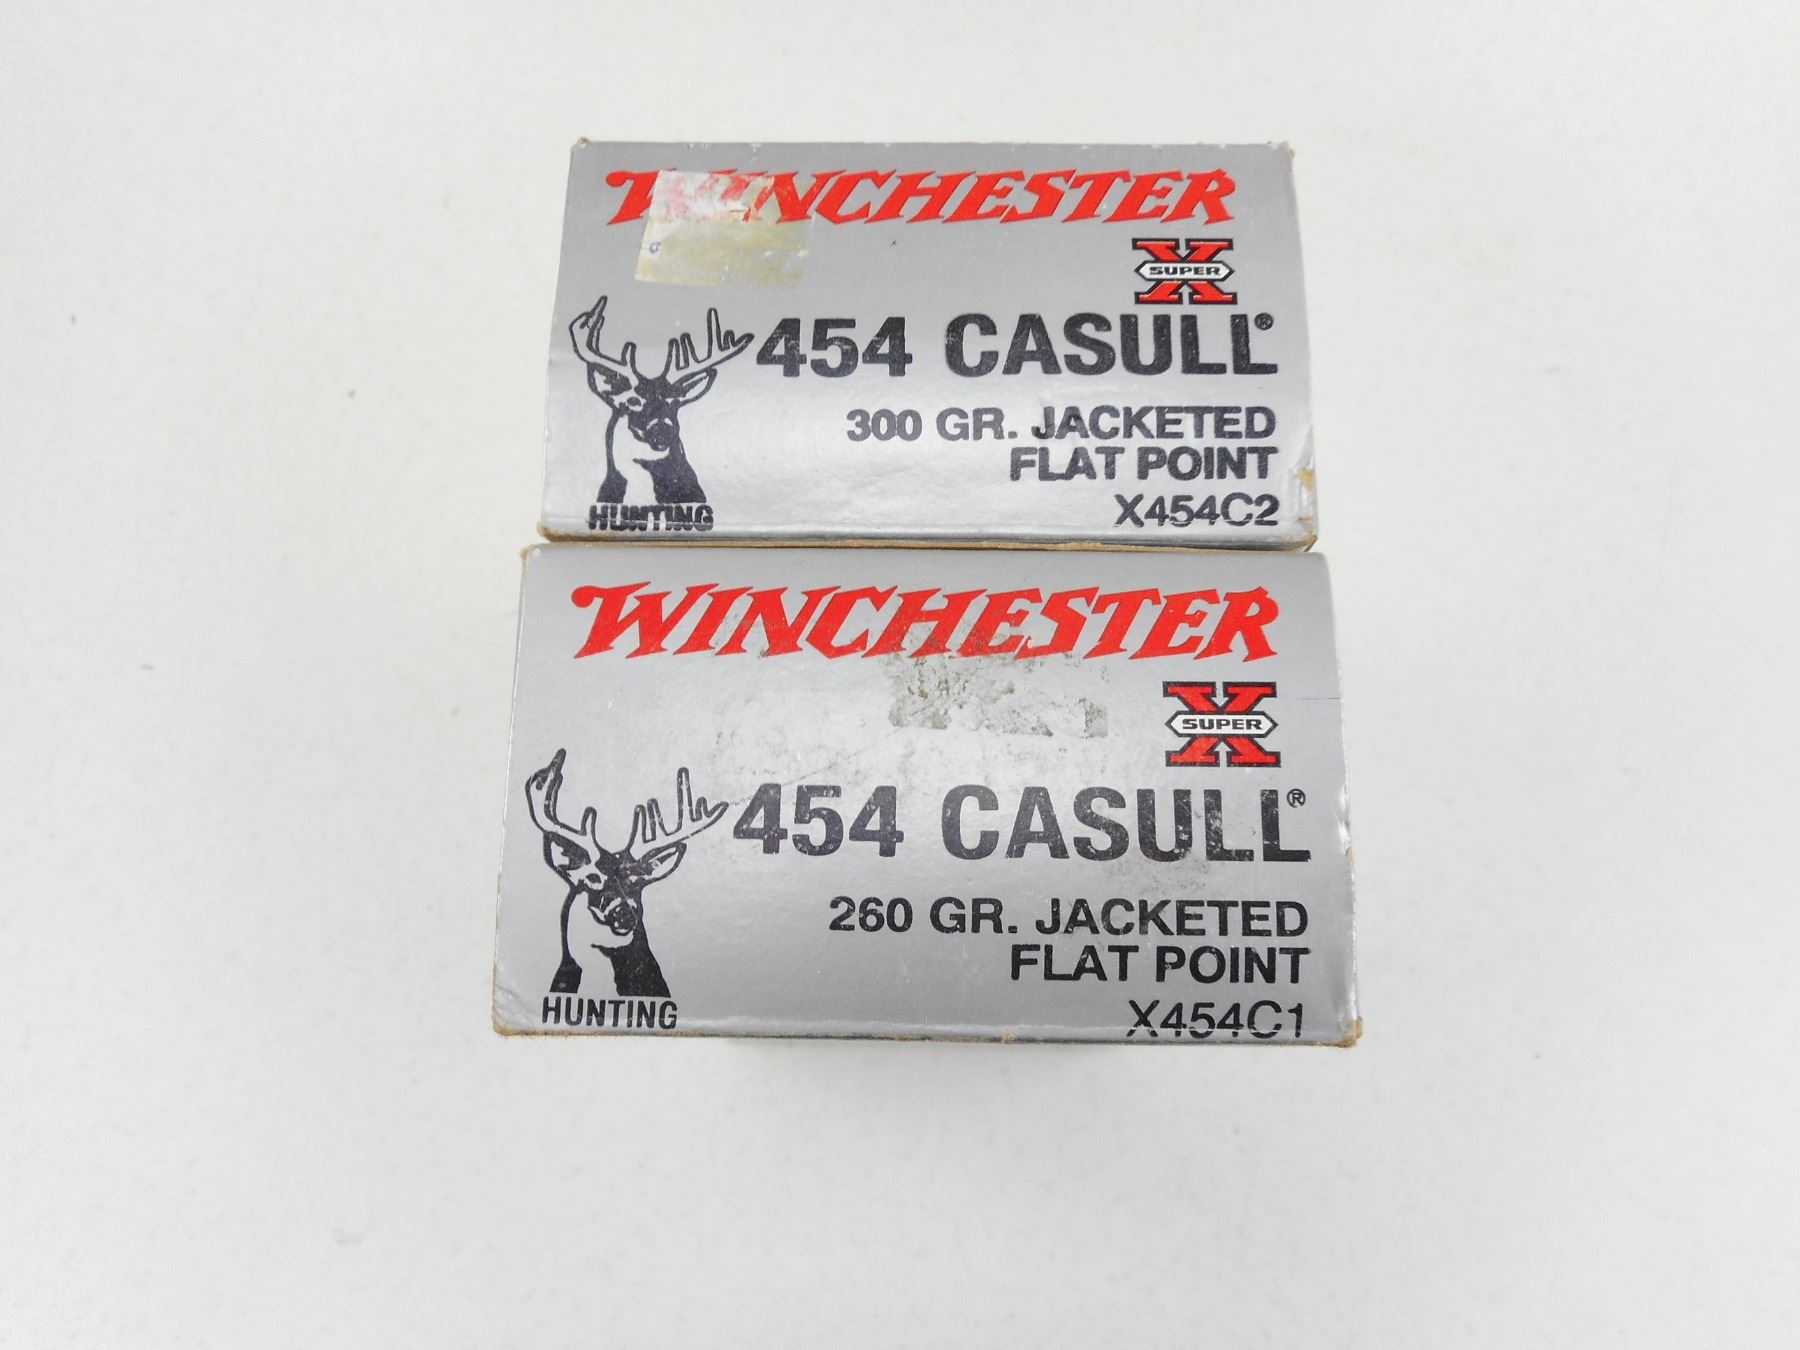 WINCHESTER
SUPER X
454 CASULL®
300 GR. JACKETED
FLAT POINT
X454C2
HUNTING
WINCHESTER
SUPER X
454 CASULL®
260 GR. JACKETED
FLAT POINT
X454C1
HUNTING